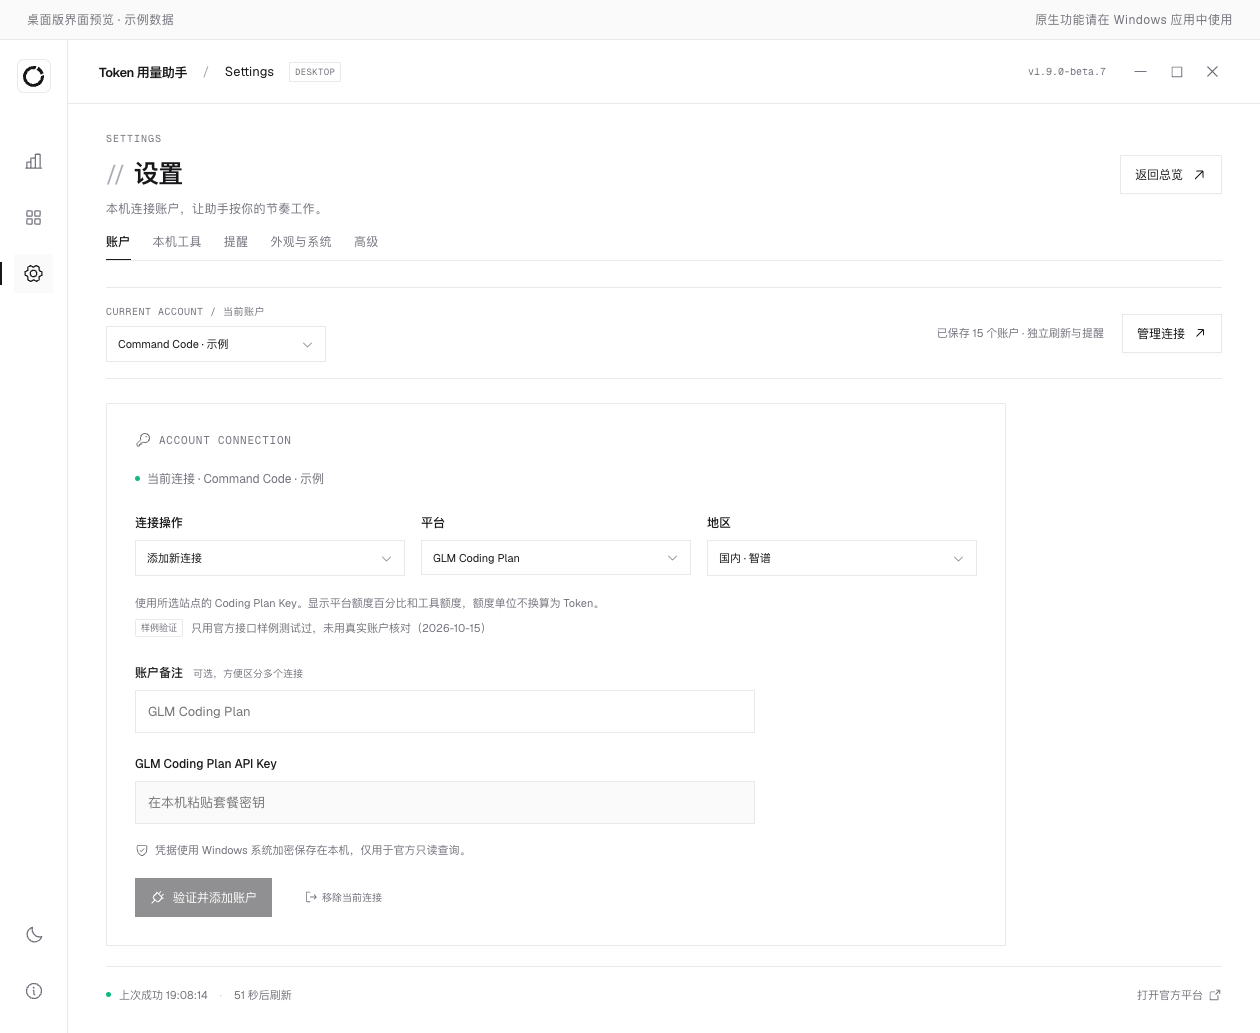 桌面版界面预览 · 示例数据
原生功能请在 Windows 应用中使用
Token 用量助手 / Settings DESKTOP
v1.9.0-beta.7
SETTINGS
// 设置
返回总览
本机连接账户，让助手按你的节奏工作。
账户 本机工具 提醒 外观与系统 高级
CURRENT ACCOUNT / 当前账户
Command Code · 示例
已保存 15 个账户 · 独立刷新与提醒
管理连接
ACCOUNT CONNECTION
当前连接 · Command Code · 示例
连接操作 平台 地区
添加新连接 GLM Coding Plan 国内 · 智谱
使用所选站点的 Coding Plan Key。显示平台额度百分比和工具额度，额度单位不换算为 Token。
样例验证 只用官方接口样例测试过，未用真实账户核对（2026-10-15）
账户备注 可选，方便区分多个连接
GLM Coding Plan
GLM Coding Plan API Key
在本机粘贴套餐密钥
凭据使用 Windows 系统加密保存在本机，仅用于官方只读查询。
验证并添加账户 移除当前连接
上次成功 19:08:14 · 51 秒后刷新
打开官方平台